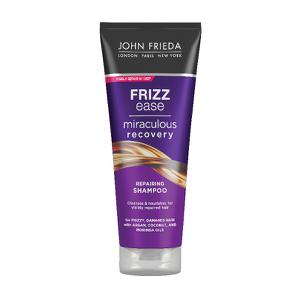 JOHN FRIEDA
LONDON PARIS NEW YORK
FRIZZ
ease
miraculous
recovery
REPAIRING
SHAMPOO
Cleanses & nourishes for
visibly repaired hair
for FRIZZY, DAMAGED HAIR
with ARGAN, COCONUT, AND
MORINGA OILS